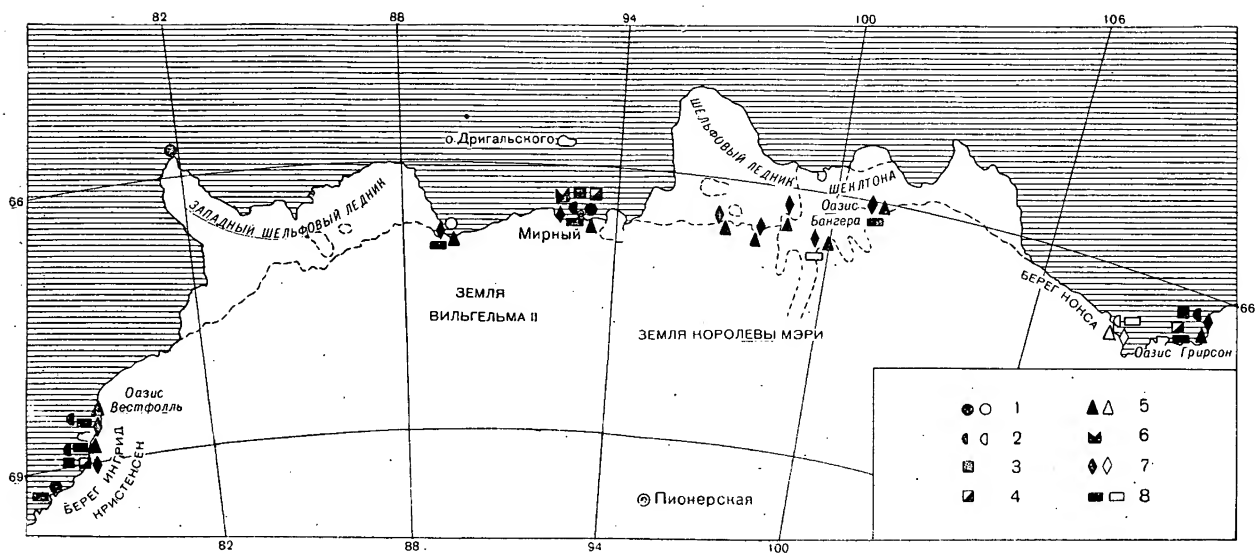 82 88 94 100 106
о. Дригальского
ШЕЛЬФОВЫЙ ЛЕДНИК
ШЕКЛТОНА
66
ЗАПАДНЫЙ ШЕЛЬФОВЫЙ ЛЕДНИК
Оазис
Бангера
Мирный
БЕРЕГ НОКСА
ЗЕМЛЯ
ВИЛЬГЕЛЬМА II
66
ЗЕМЛЯ КОРОЛЕВЫ МЭРИ
Оазис Грирсон
Оазис
Вестфолль
БЕРЕГ ИНГРИД
КРИСТЕНСЕН
69
Пионерская
1
2
3
4
5
6
7
8
82 88 94 100